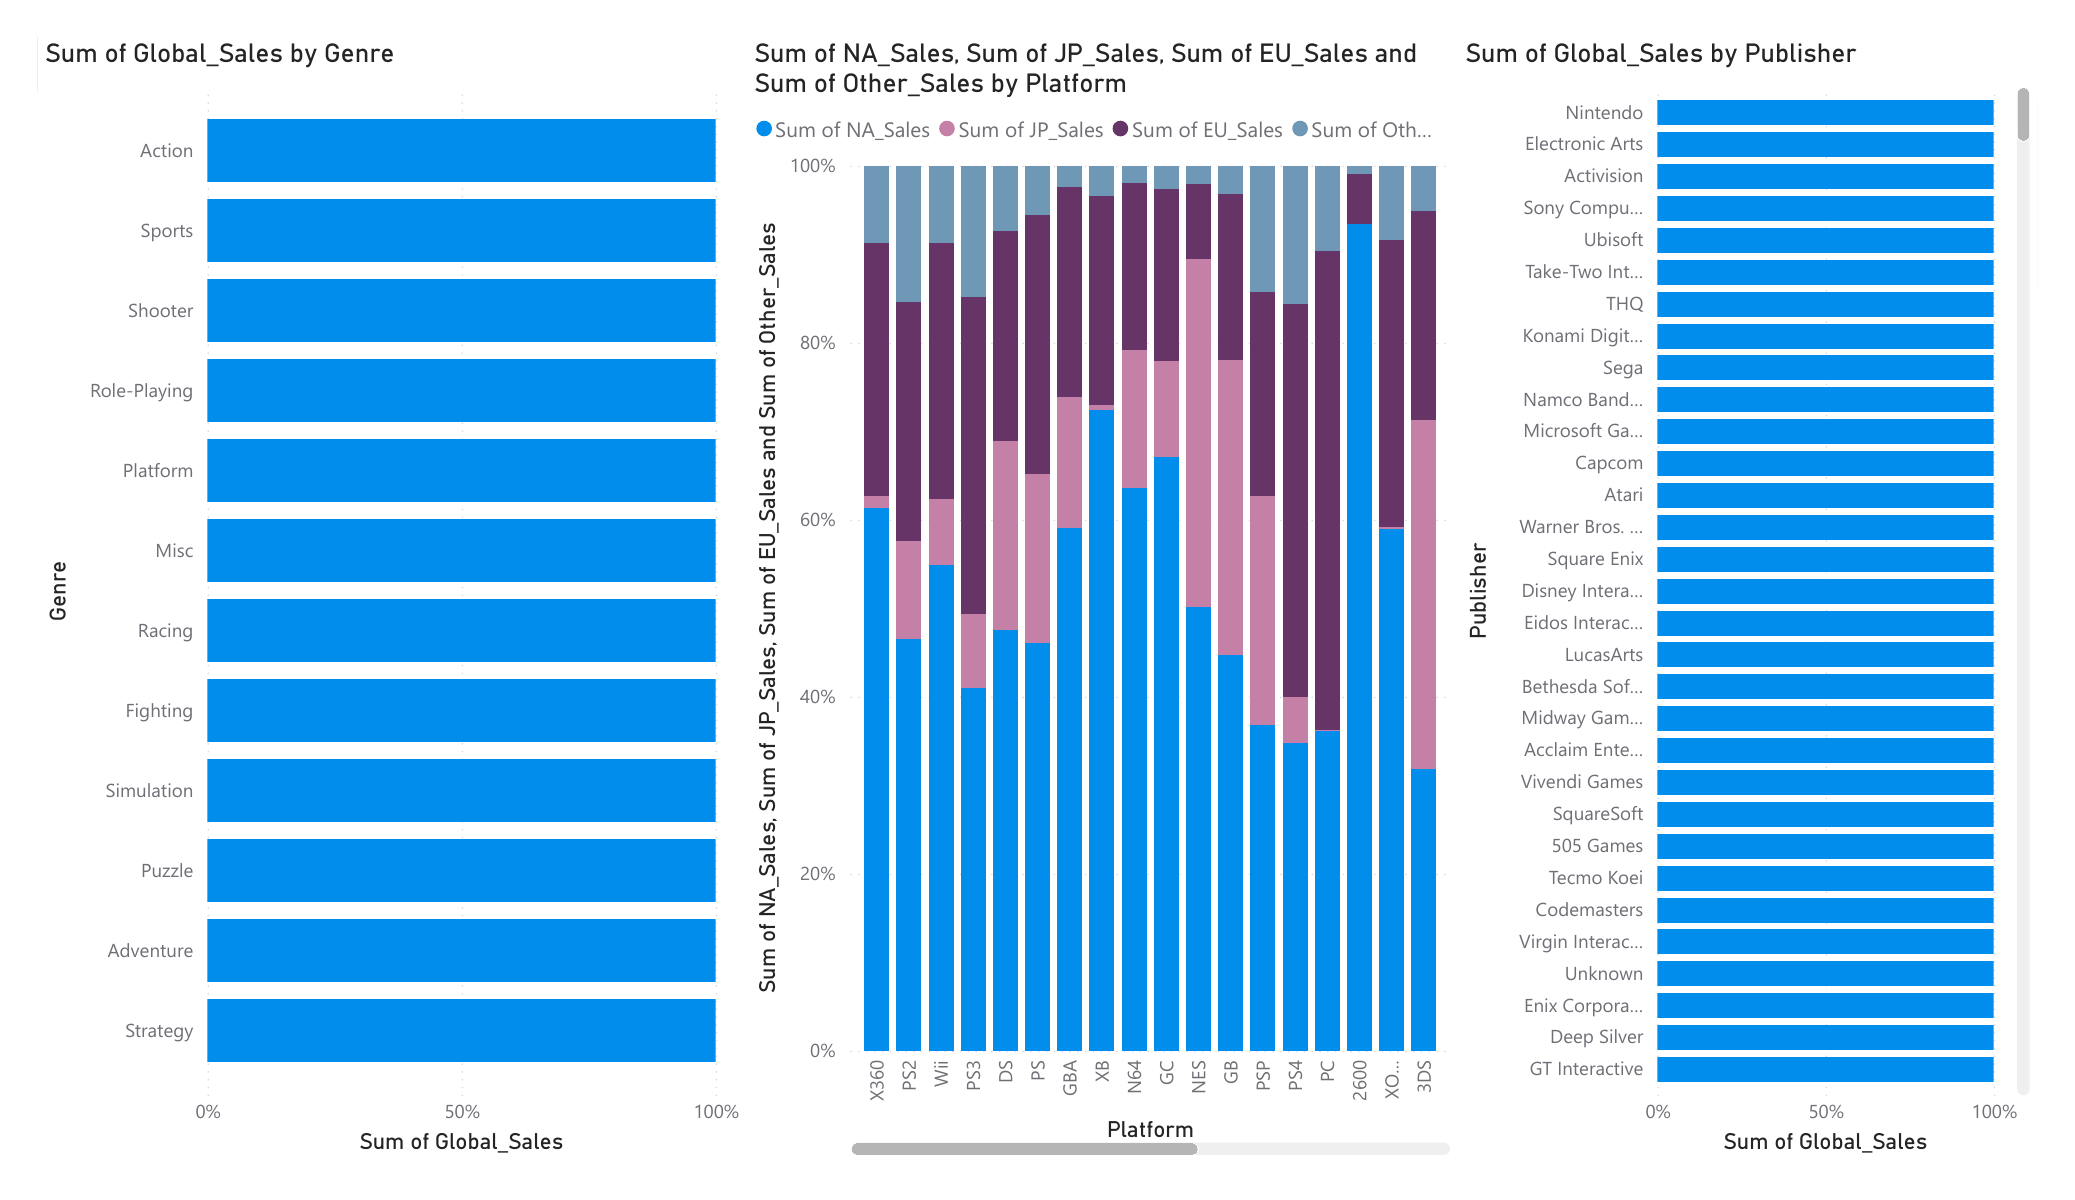 Sum of Global_Sales by Genre
Genre
Action
Sports
Shooter
Role-Playing
Platform
Misc
Racing
Fighting
Simulation
Puzzle
Adventure
Strategy
0% 50% 100%
Sum of Global_Sales
Sum of NA_Sales, Sum of JP_Sales, Sum of EU_Sales and
Sum of Other_Sales by Platform
Sum of NA_Sales Sum of JP_Sales Sum of EU_Sales Sum of Oth...
Sum of NA_Sales, Sum of JP_Sales, Sum of EU_Sales and Sum of Other_Sales
100%
80%
60%
40%
20%
0%
X360 PS2 Wii PS3 DS PS GBA XB N64 GC NES GB PSP PS4 PC 2600 XO... 3DS
Platform
Sum of Global_Sales by Publisher
Publisher
Nintendo
Electronic Arts
Activision
Sony Compu...
Ubisoft
Take-Two Int...
THQ
Konami Digit...
Sega
Namco Band...
Microsoft Ga...
Capcom
Atari
Warner Bros. ...
Square Enix
Disney Intera...
Eidos Interac...
LucasArts
Bethesda Sof...
Midway Gam...
Acclaim Ente...
Vivendi Games
SquareSoft
505 Games
Tecmo Koei
Codemasters
Virgin Interac...
Unknown
Enix Corpora...
Deep Silver
GT Interactive
0% 50% 100%
Sum of Global_Sales